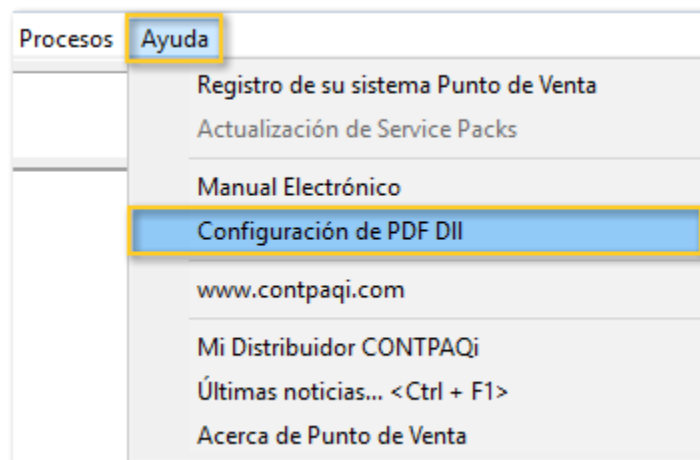 Procesos Ayuda
Registro de su sistema Punto de Venta
Actualización de Service Packs
Manual Electrónico
Configuración de PDF Dll
www.contpaqi.com
Mi Distribuidor CONTPAQi
Últimas noticias... <Ctrl + F1>
Acerca de Punto de Venta